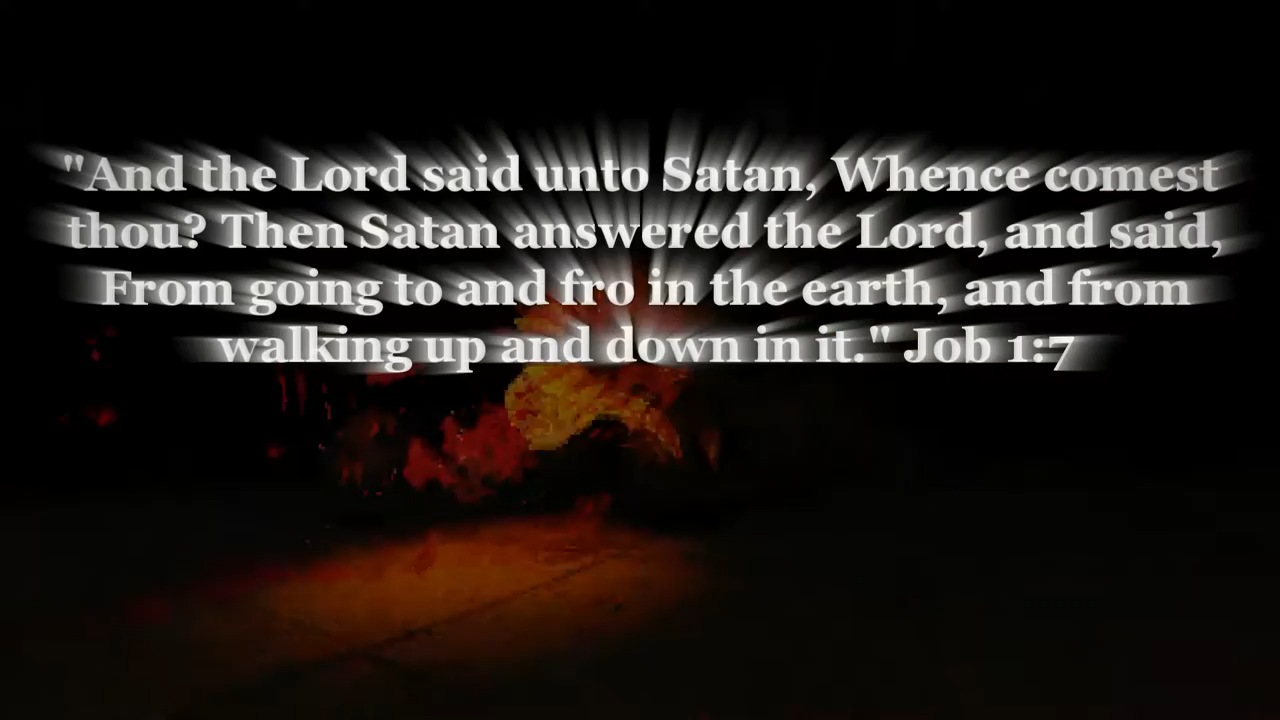 "And the Lord said unto Satan, Whence comest
thou? Then Satan answered the Lord, and said,
From going to and fro in the earth, and from
walking up and down in it." Job 1:7